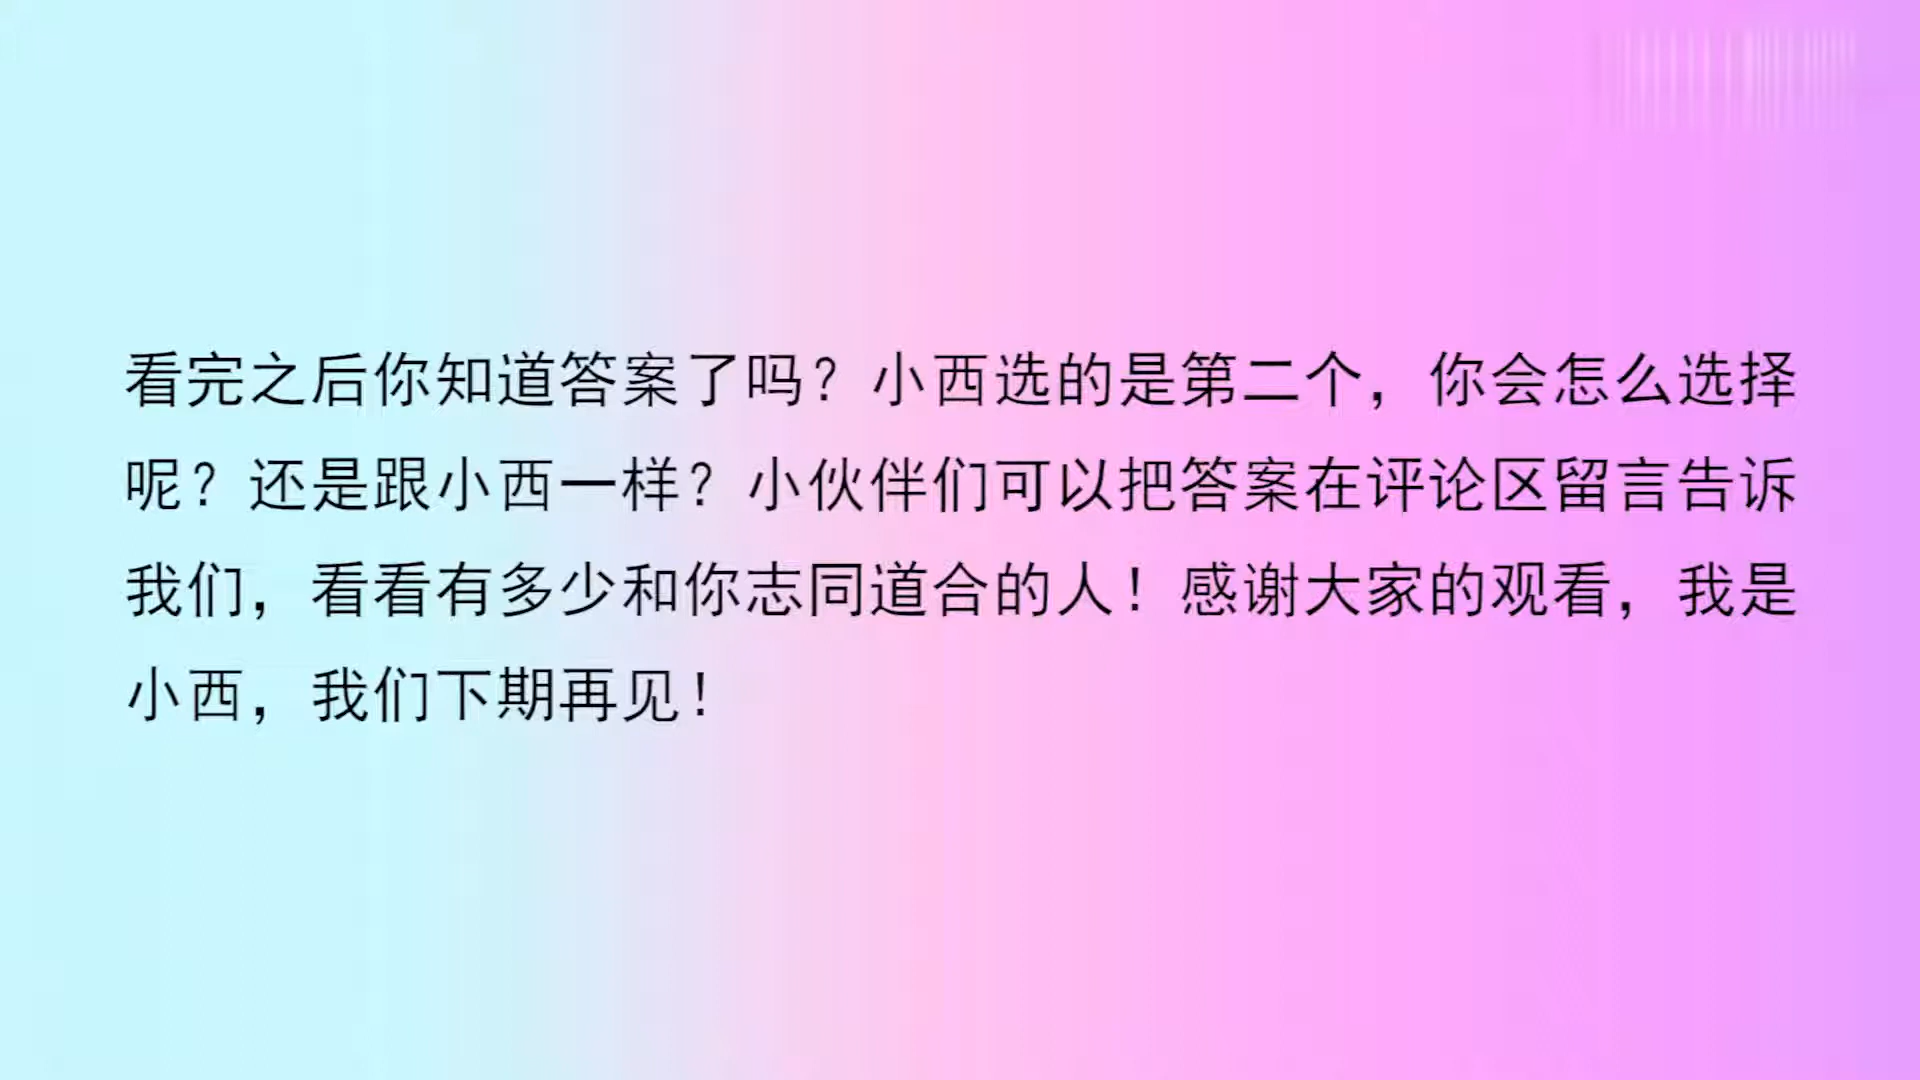 看完之后你知道答案了吗？小西选的是第二个，你会怎么选择
呢？还是跟小西一样？小伙伴们可以把答案在评论区留言告诉
我们，看看有多少和你志同道合的人！感谢大家的观看，我是
小西，我们下期再见！